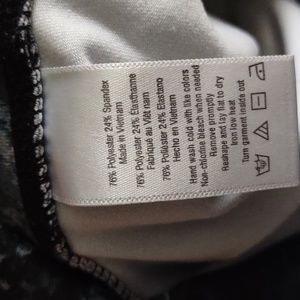 76% Polyester 24% Spandex
Made in Vietnam
76% Polyester 24% Elasthanne
Fabriqué au Viêt nam
76% Poliéster 24% Elastano
Hecho en Vietnam
Hand wash cold with like colors
Non-chlorine bleach when needed
Remove promptly
Reshape and lay flat to dry
Iron low heat
Turn garment inside out